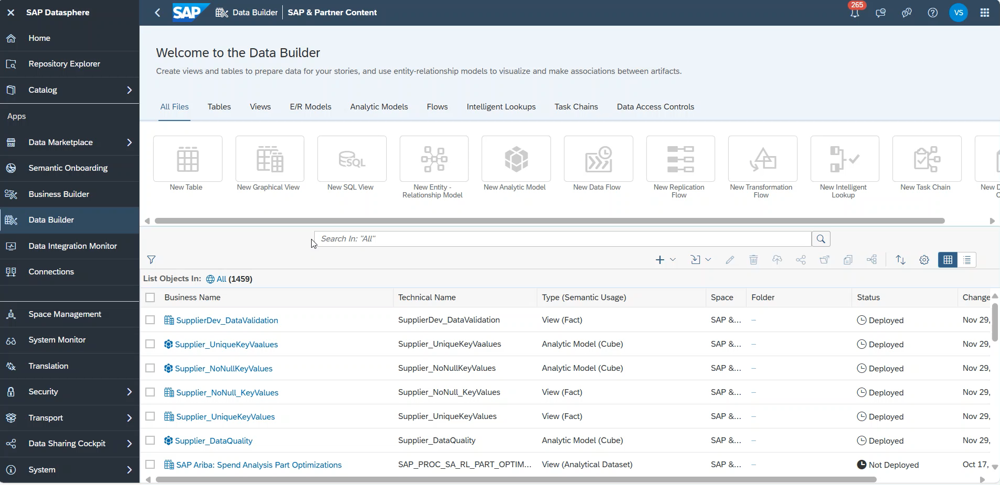 SAP Datasphere
Home
Repository Explorer
Catalog
Apps
Data Marketplace
Semantic Onboarding
Business Builder
Data Builder
Data Integration Monitor
Connections
Space Management
System Monitor
Translation
Security
Transport
Data Sharing Cockpit
System
SAP Data Builder SAP & Partner Content
265
VS
Welcome to the Data Builder
Create views and tables to prepare data for your stories, and use entity-relationship models to visualize and make associations between artifacts.
All Files Tables Views E/R Models Analytic Models Flows Intelligent Lookups Task Chains Data Access Controls
SQL
New Table
New Graphical View
New SQL View
New Entity -
Relationship Model
New Analytic Model
New Data Flow
New Replication
Flow
New Transformation
Flow
New Intelligent
Lookup
New Task Chain
New D
C
Search In: "All"
List Objects In: All (1459)
Business Name Technical Name Type (Semantic Usage) Space Folder Status Change
SupplierDev_DataValidation SupplierDev_DataValidation View (Fact) SAP &... – Deployed Nov 29,
Supplier_UniqueKeyVaalues Supplier_UniqueKeyVaalues Analytic Model (Cube) SAP &... – Deployed Nov 29,
Supplier_NoNullKeyValues Supplier_NoNullKeyValues Analytic Model (Cube) SAP &... – Deployed Nov 29,
Supplier_NoNull_KeyValues Supplier_NoNull_KeyValues View (Fact) SAP &... – Deployed Nov 29,
Supplier_UniqueKeyValues Supplier_UniqueKeyValues View (Fact) SAP &... – Deployed Nov 29,
Supplier_DataQuality Supplier_DataQuality Analytic Model (Cube) SAP &... – Deployed Nov 29,
SAP Ariba: Spend Analysis Part Optimizations SAP_PROC_SA_RL_PART_OPTIM... View (Analytical Dataset) SAP &... – Not Deployed Oct 17,